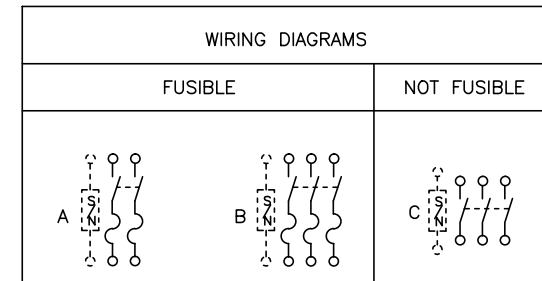 WIRING DIAGRAMS
FUSIBLE
NOT FUSIBLE
A S/N
B S/N
C S/N